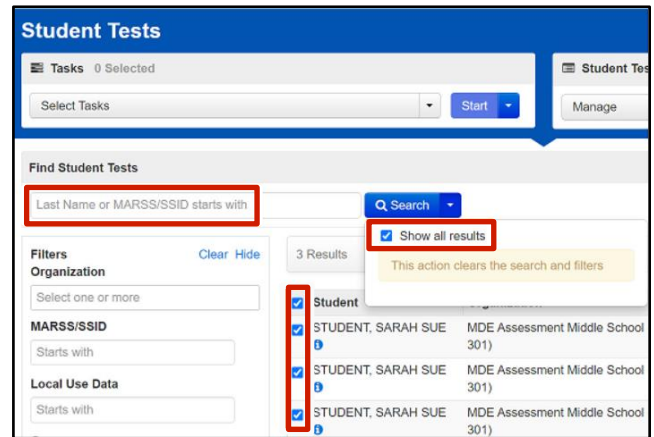 Student Tests
Tasks 0 Selected
Student Tes
Select Tasks
Start
Manage
Find Student Tests
Last Name or MARSS/SSID starts with
Search
Show all results
This action clears the search and filters
Filters
Clear Hide
3 Results
Organization
Select one or more
Student
MARSS/SSID
STUDENT, SARAH SUE
MDE Assessment Middle School
301)
Starts with
STUDENT, SARAH SUE
MDE Assessment Middle School
301)
Local Use Data
Starts with
STUDENT, SARAH SUE
MDE Assessment Middle School
301)